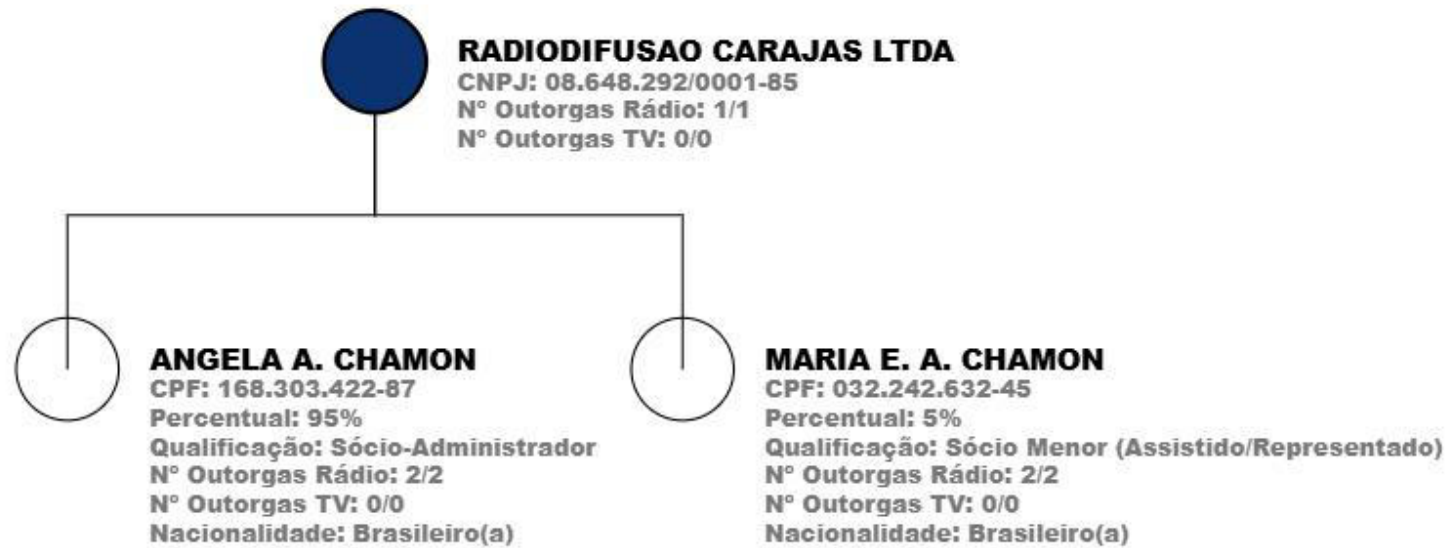 RADIODIFUSAO CARAJAS LTDA
CNPJ: 08.648.292/0001-85
Nº Outorgas Rádio: 1/1
Nº Outorgas TV: 0/0
ANGELA A. CHAMON
CPF: 168.303.422-87
Percentual: 95%
Qualificação: Sócio-Administrador
Nº Outorgas Rádio: 2/2
Nº Outorgas TV: 0/0
Nacionalidade: Brasileiro(a)
MARIA E. A. CHAMON
CPF: 032.242.632-45
Percentual: 5%
Qualificação: Sócio Menor (Assistido/Representado)
Nº Outorgas Rádio: 2/2
Nº Outorgas TV: 0/0
Nacionalidade: Brasileiro(a)